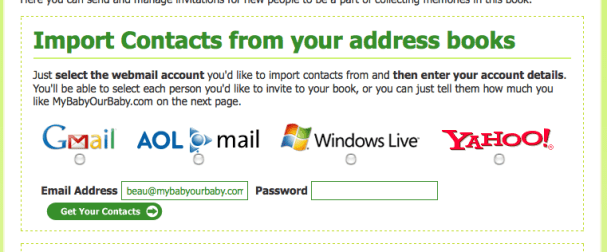 Here you can send and manage invitations for new people to be a part of collecting memories in this book.
Import Contacts from your address books
Just select the webmail account you'd like to import contacts from and then enter your account details.
You'll be able to select each person you'd like to invite to your book, or you can just tell them how much you
like MyBabyOurBaby.com on the next page.
Gmail AOL mail Windows Live YAHOO!
Email Address beau@mybabyourbaby.com Password
Get Your Contacts